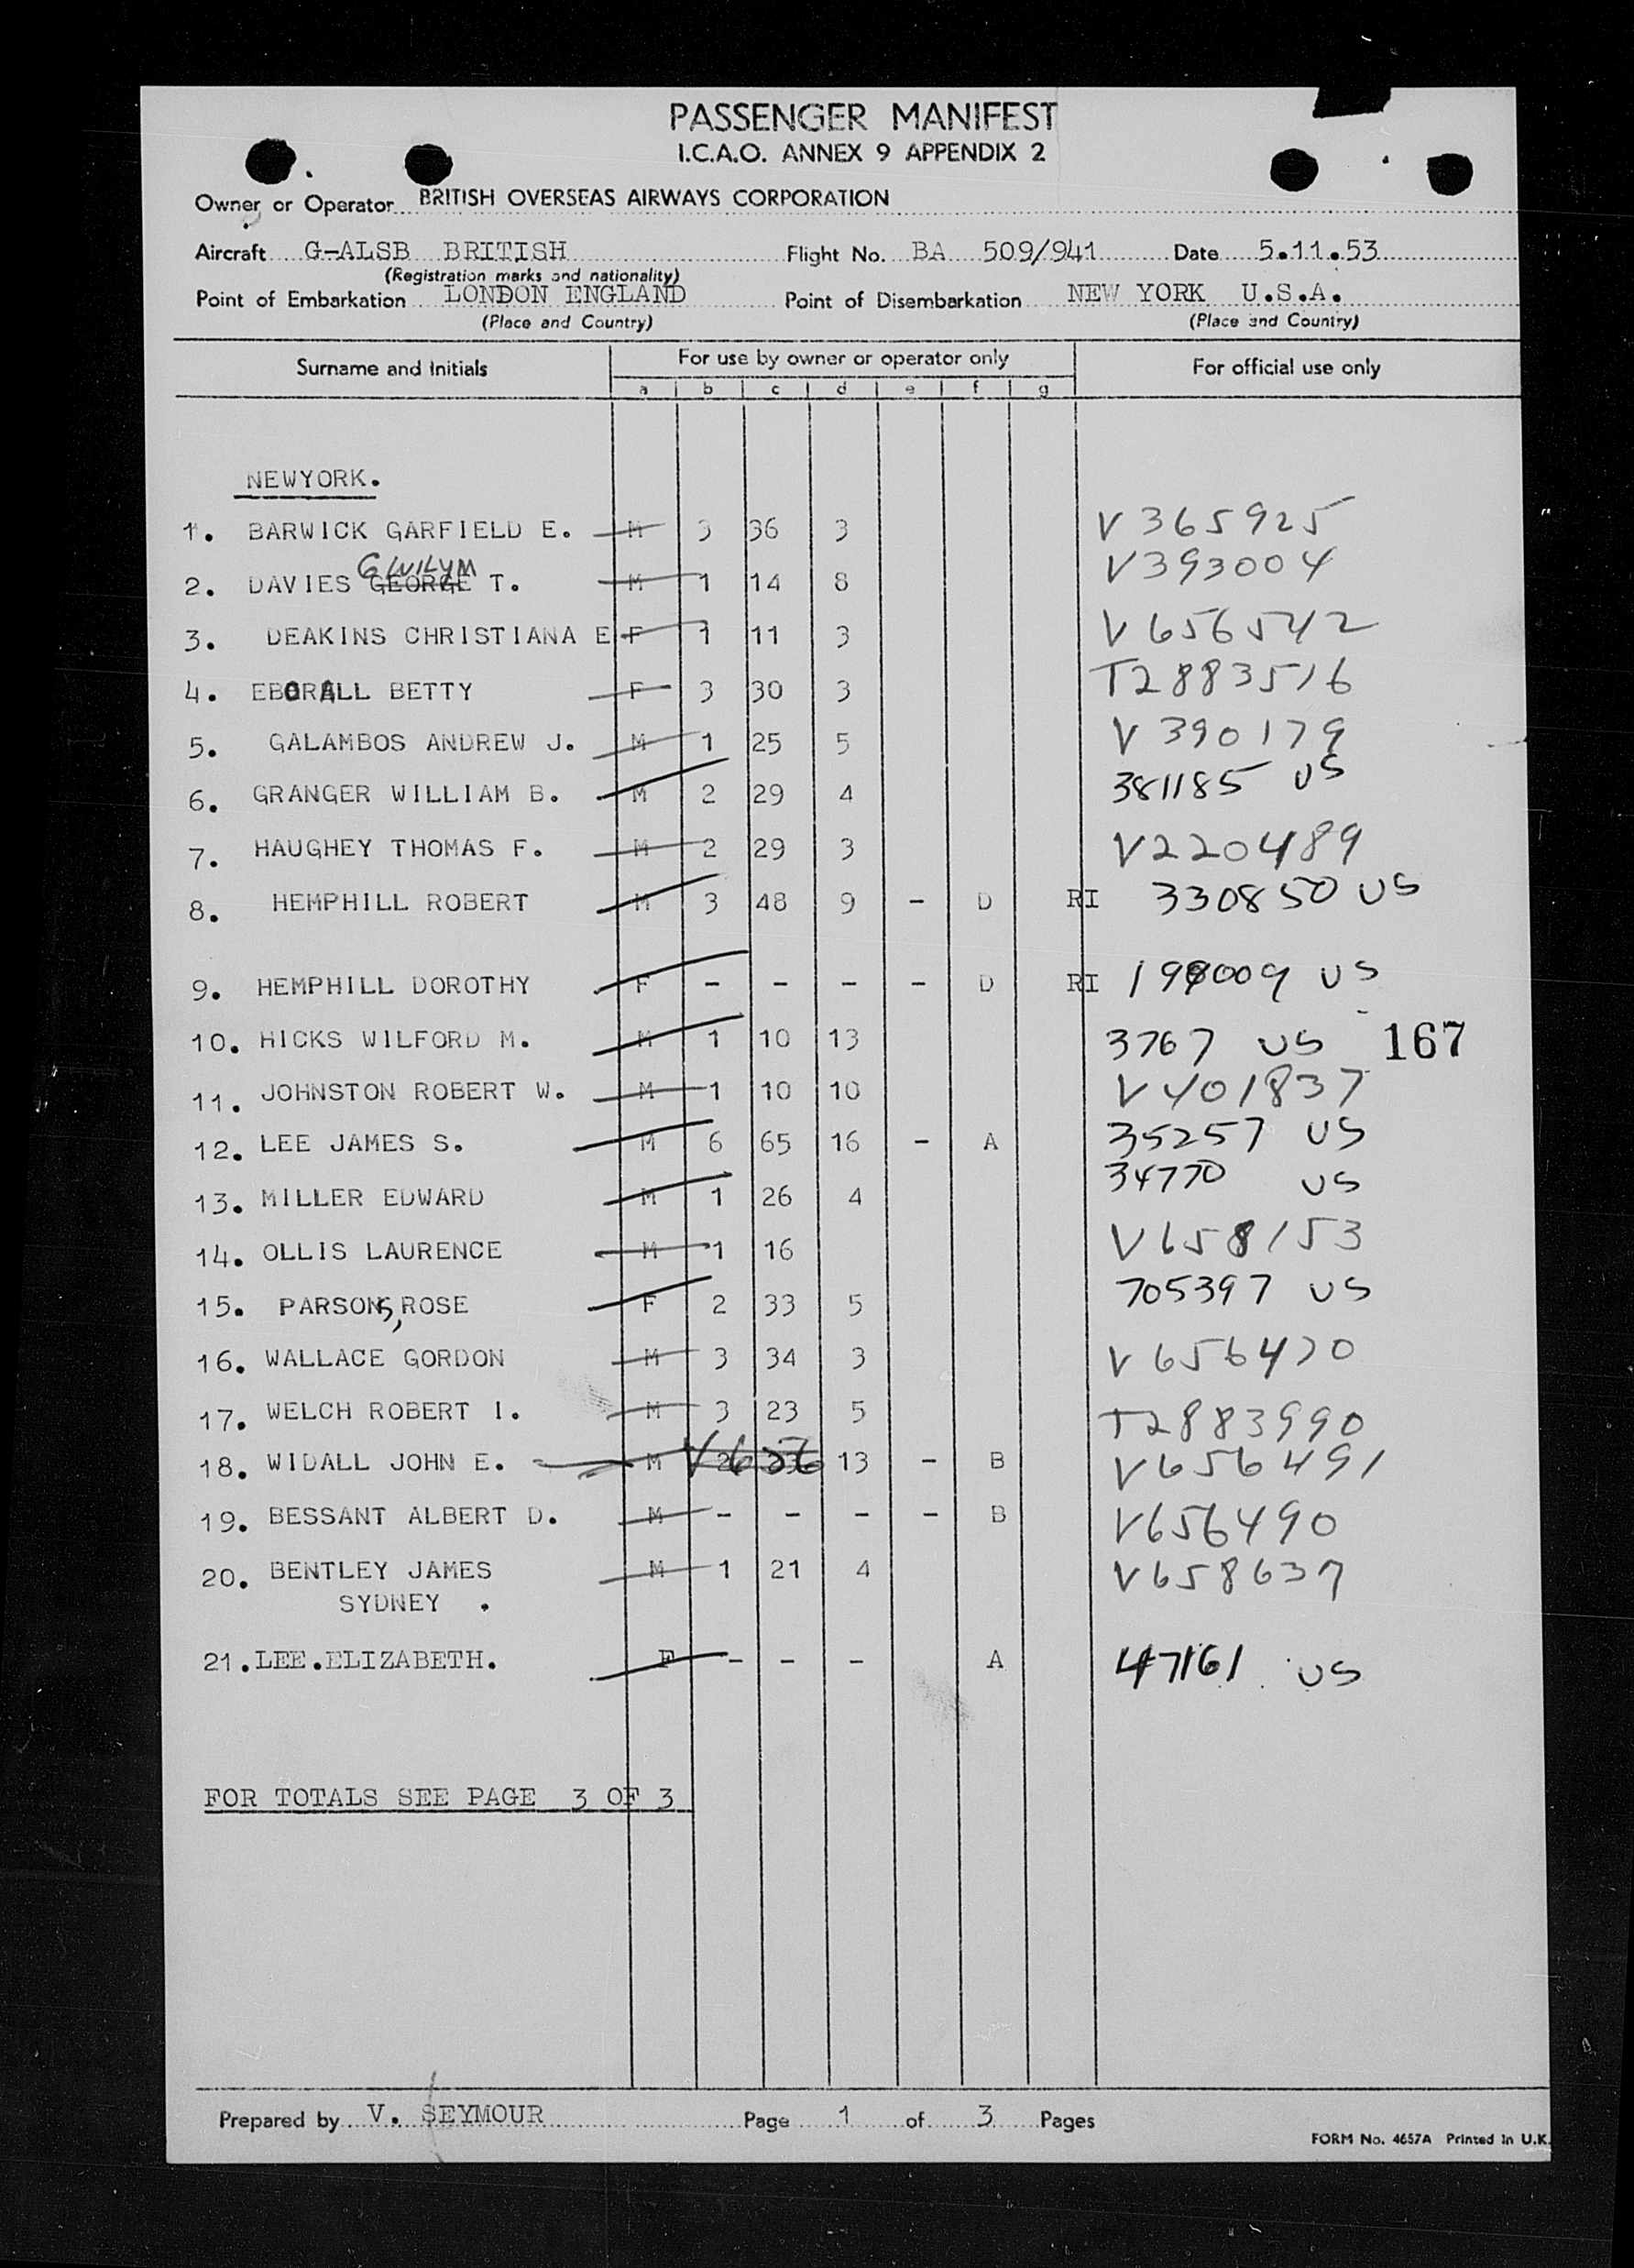 PASSENGER MANIFEST
I.C.A.O. ANNEX 9 APPENDIX 2
Owner or Operator BRITISH OVERSEAS AIRWAYS CORPORATION
Aircraft G-ALSB BRITISH Flight No. BA 509/941 Date 5.11.53
(Registration marks and nationality)
Point of Embarkation LONDON ENGLAND Point of Disembarkation NEW YORK U.S.A.
(Place and Country) (Place and Country)
Surname and Initials For use by owner or operator only For official use only
a b c d e f g
NEWYORK.
1. BARWICK GARFIELD E. M 3 36 3 V 365925
GWILYM
2. DAVIES GEORGE T. M 1 14 8 V393004
3. DEAKINS CHRISTIANA E F 1 11 3 V 656542
4. EBORALL BETTY F 3 30 3 T2883516
5. GALAMBOS ANDREW J. M 1 25 5 V 390179
6. GRANGER WILLIAM B. M 2 29 4 381185 US
7. HAUGHEY THOMAS F. M 2 29 3 V220489
8. HEMPHILL ROBERT M 3 48 9 - D RI 330850 US
9. HEMPHILL DOROTHY F - - - - D RI US
10. HICKS WILFORD M. M 1 10 13 3767 US 167
11. JOHNSTON ROBERT W. M 1 10 10 V401837
12. LEE JAMES S. M 6 65 16 - A 35257 US
13. MILLER EDWARD M 1 26 4 34770 US
14. OLLIS LAURENCE M 1 16 V658153
15. PARSONS, ROSE F 2 33 5 705397 US
16. WALLACE GORDON M 3 34 3 V656470
17. WELCH ROBERT I. M 3 23 5 T2883990
18. WIDALL JOHN E. M V656 13 - B V656491
19. BESSANT ALBERT D. M - - - - B V656490
20. BENTLEY JAMES M 1 21 4 V658637
SYDNEY .
21. LEE.ELIZABETH. F - - - A 47161 US
FOR TOTALS SEE PAGE 3 OF 3
Prepared by V. SEYMOUR Page 1 of 3 Pages
FORM No. 4657A Printed in U.K.